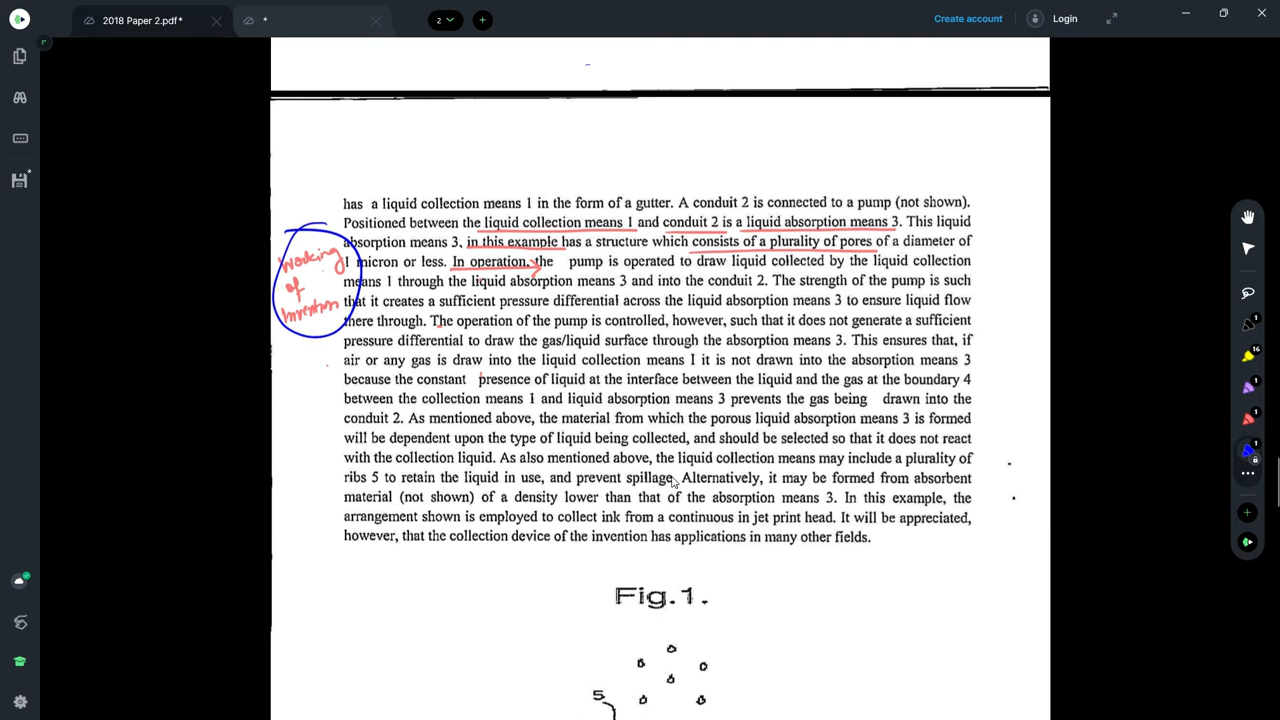 2018 Paper 2.pdf*
*
2
Create account
Login
has a liquid collection means 1 in the form of a gutter. A conduit 2 is connected to a pump (not shown).
Positioned between the liquid collection means 1 and conduit 2 is a liquid absorption means 3. This liquid
absorption means 3, in this example has a structure which consists of a plurality of pores of a diameter of
1 micron or less. In operation, the pump is operated to draw liquid collected by the liquid collection
means 1 through the liquid absorption means 3 and into the conduit 2. The strength of the pump is such
that it creates a sufficient pressure differential across the liquid absorption means 3 to ensure liquid flow
there through. The operation of the pump is controlled, however, such that it does not generate a sufficient
pressure differential to draw the gas/liquid surface through the absorption means 3. This ensures that, if
air or any gas is draw into the liquid collection means I it is not drawn into the absorption means 3
because the constant presence of liquid at the interface between the liquid and the gas at the boundary 4
between the collection means 1 and liquid absorption means 3 prevents the gas being drawn into the
conduit 2. As mentioned above, the material from which the porous liquid absorption means 3 is formed
will be dependent upon the type of liquid being collected, and should be selected so that it does not react
with the collection liquid. As also mentioned above, the liquid collection means may include a plurality of
ribs 5 to retain the liquid in use, and prevent spillage. Alternatively, it may be formed from absorbent
material (not shown) of a density lower than that of the absorption means 3. In this example, the
arrangement shown is employed to collect ink from a continuous in jet print head. It will be appreciated,
however, that the collection device of the invention has applications in many other fields.
Working
of
Invention
Fig.1.
5
1
16
1
1
1